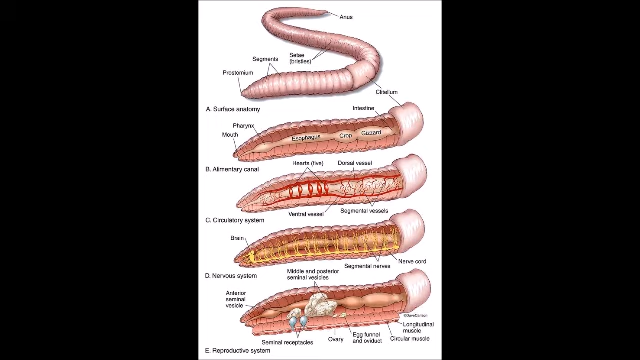 Anus
Setae
(bristles)
Segments
Prostomium
Clitellum
A. Surface anatomy
Intestine
Pharynx
Mouth
Esophagus
Crop
Gizzard
B. Alimentary canal
Hearts (five)
Dorsal vessel
Ventral vessel
Segmental vessels
C. Circulatory system
Brain
Segmental nerves
Nerve cord
D. Nervous system
Middle and posterior
seminal vesicles
Anterior
seminal
vesicle
Longitudinal
muscle
Circular muscle
Egg funnel
and oviduct
Ovary
Seminal receptacles
E. Reproductive system